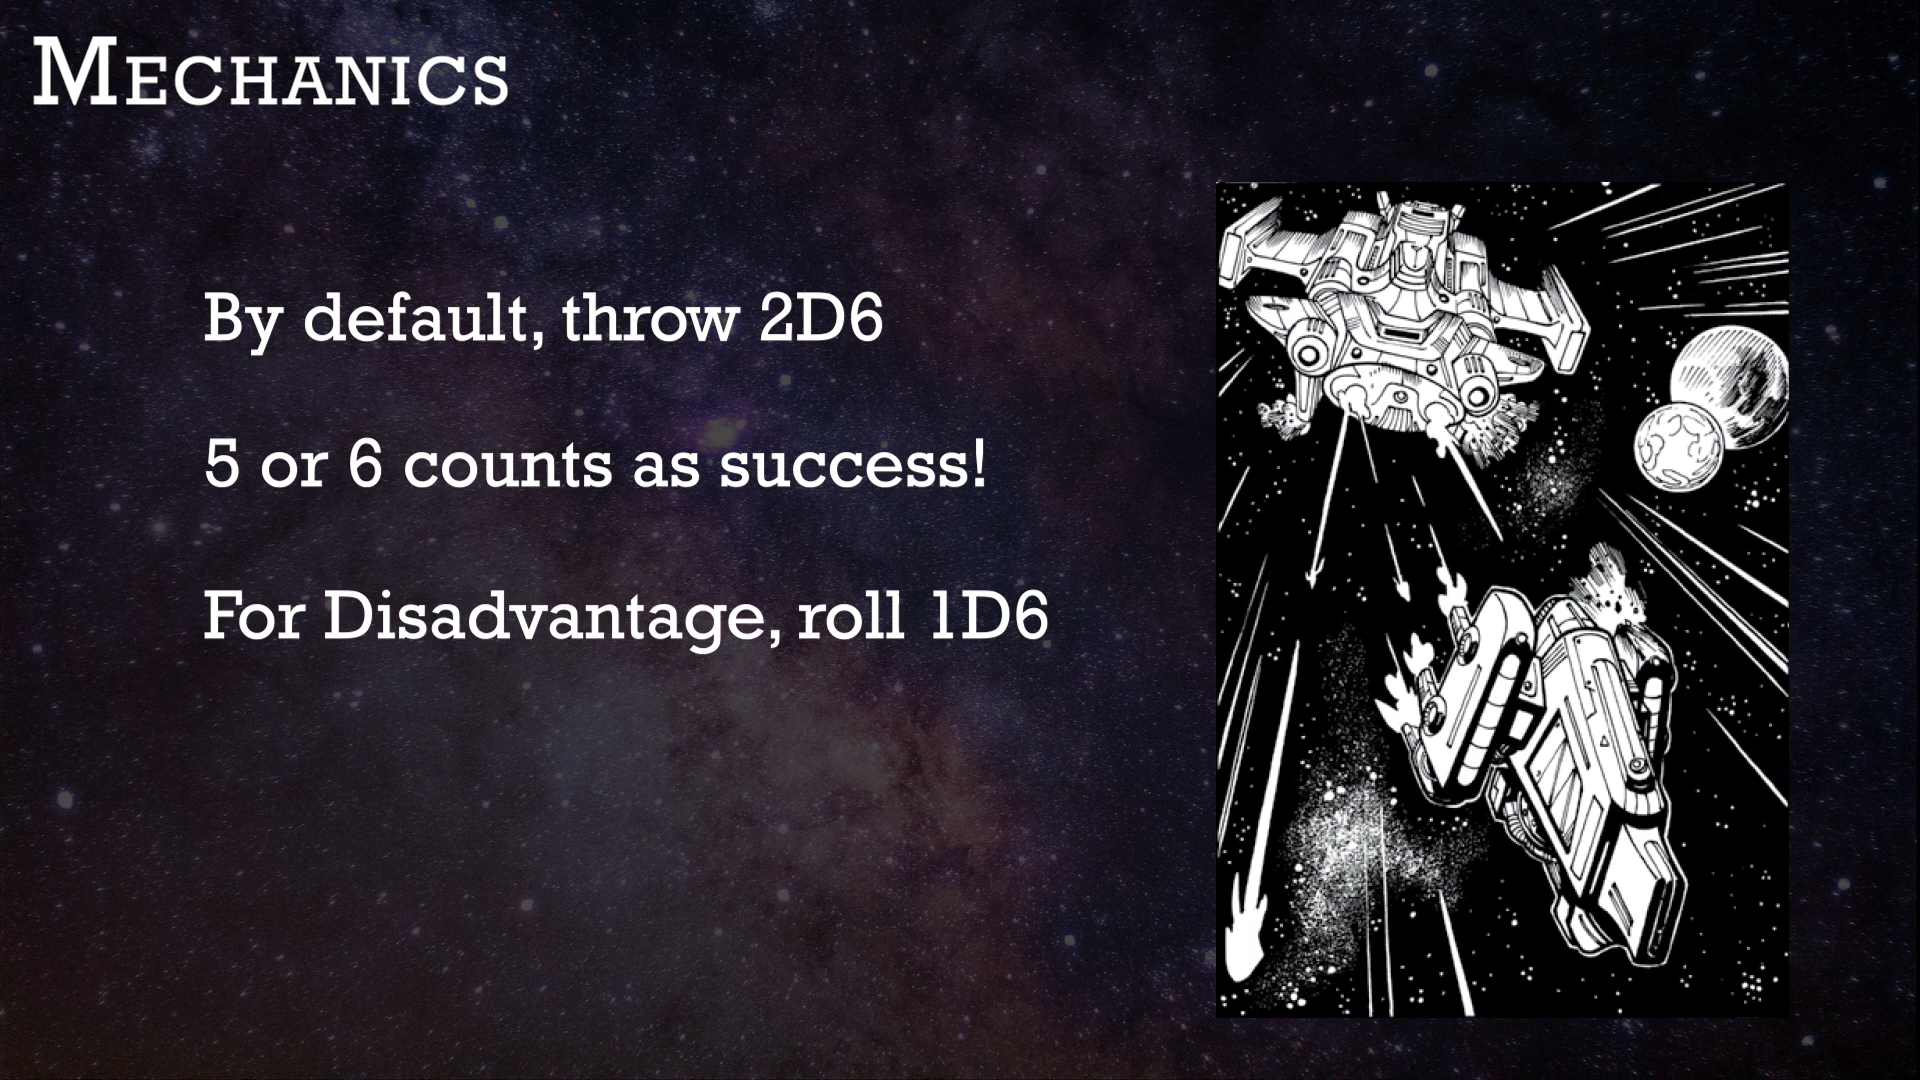 Mechanics
By default, throw 2D6
5 or 6 counts as success!
For Disadvantage, roll 1D6